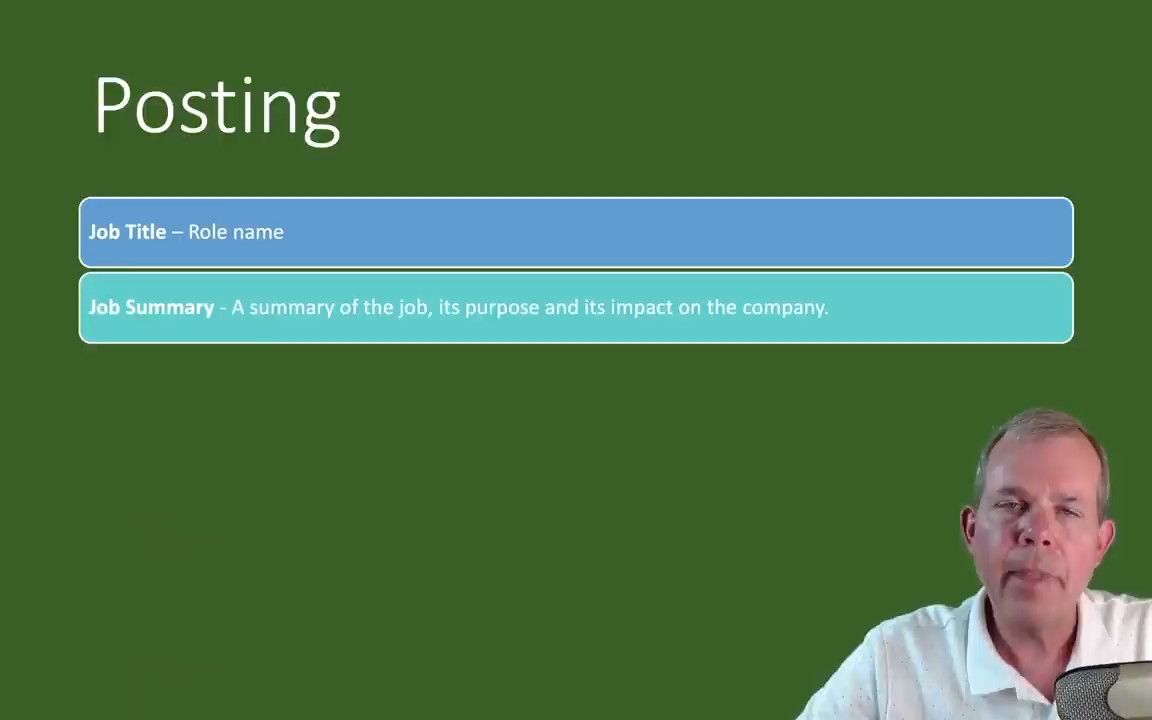 Posting
Job Title – Role name
Job Summary - A summary of the job, its purpose and its impact on the company.